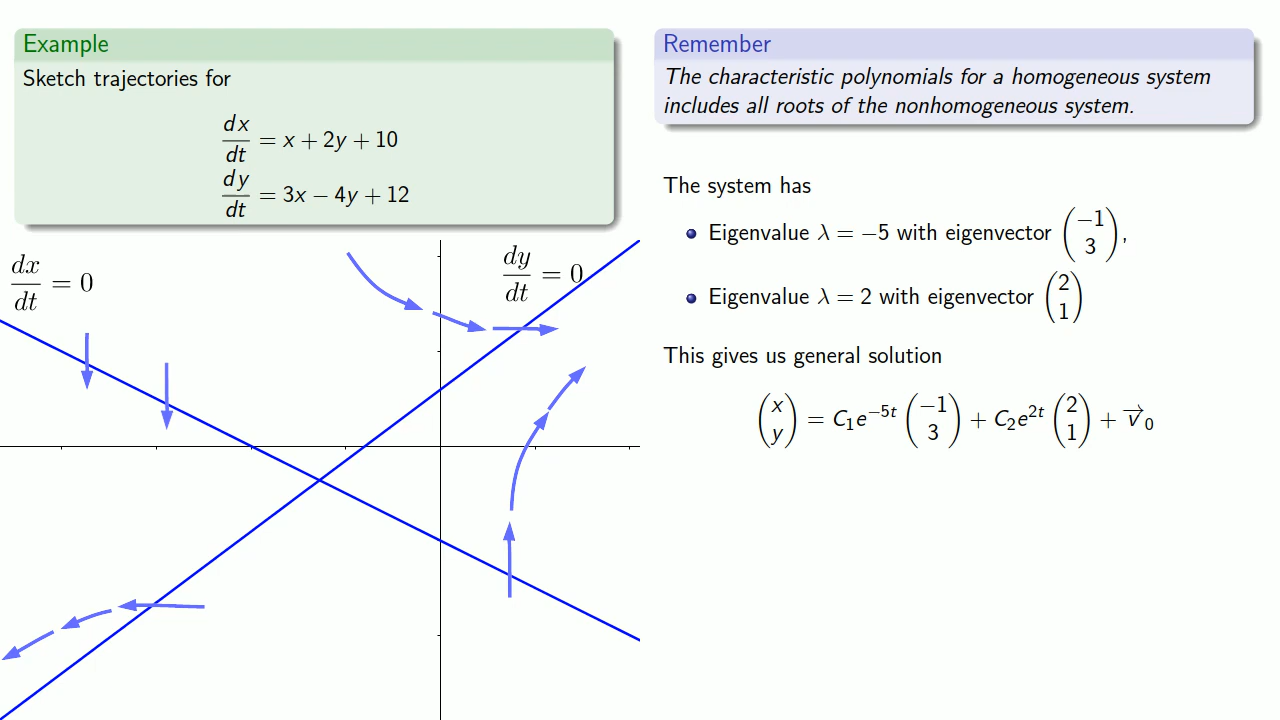 Example
Sketch trajectories for
dx/dt = x + 2y + 10
dy/dt = 3x − 4y + 12
dx/dt = 0
dy/dt = 0
Remember
The characteristic polynomials for a homogeneous system
includes all roots of the nonhomogeneous system.
The system has
Eigenvalue λ = −5 with eigenvector (−1 3),
Eigenvalue λ = 2 with eigenvector (2 1)
This gives us general solution
(x y) = C₁e⁻⁵ᵗ (−1 3) + C₂e²ᵗ (2 1) + v⃗₀